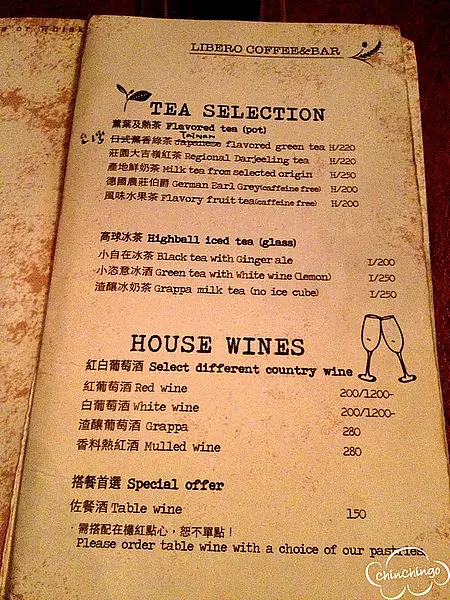 e or Whisk
LIBERO COFFEE&BAR
TEA SELECTION
薰葉及熱茶 Flavored tea (pot)
Taiwan
台灣 日式薰香綠茶 Japanese flavored green tea H/220
莊園大吉嶺紅茶 Regional Darjeeling tea H/220
產地鮮奶茶 Milk tea from selected origin H/250
德國農莊伯爵 German Earl Grey(caffeine free) H/200
風味水果茶 Flavory fruit tea(caffeine free) H/200
高球冰茶 Highball iced tea (glass)
小自在冰茶 Black tea with Ginger ale I/200
小恣意冰酒 Green tea with White wine (lemon) I/250
渣釀冰奶茶 Grappa milk tea (no ice cube) I/250
HOUSE WINES
紅白葡萄酒 Select different country wine
紅葡萄酒 Red wine 200/1200-
白葡萄酒 White wine 200/1200-
渣釀葡萄酒 Grappa 280
香料熱紅酒 Mulled wine 280
搭餐首選 Special offer
佐餐酒 Table wine 150
·需搭配在欉紅點心，恕不單點！
Please order table wine with a choice of our pastries
chinchingo